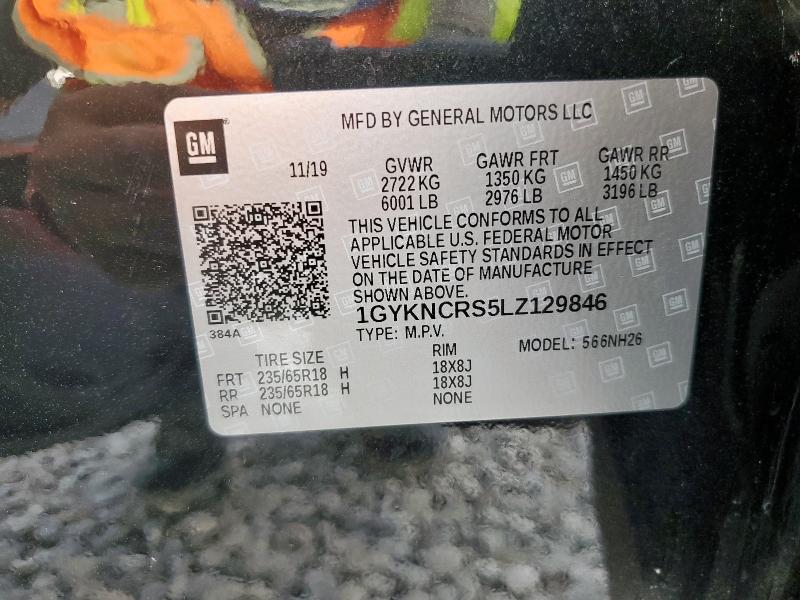 MFD BY GENERAL MOTORS LLC
GM
11/19
GVWR GAWR FRT GAWR RR
2722 KG 1350 KG 1450 KG
6001 LB 2976 LB 3196 LB
THIS VEHICLE CONFORMS TO ALL
APPLICABLE U.S. FEDERAL MOTOR
VEHICLE SAFETY STANDARDS IN EFFECT
ON THE DATE OF MANUFACTURE
SHOWN ABOVE.
1GYKNCRS5LZ129846
384A
TYPE: M.P.V.
MODEL: 566NH26
TIRE SIZE RIM
FRT 235/65R18 H 18X8J
RR 235/65R18 H 18X8J
SPA NONE NONE